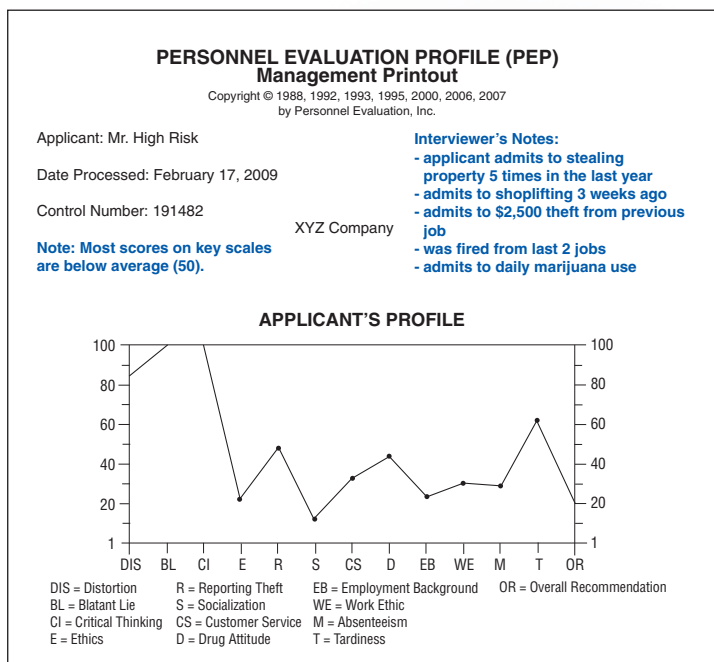 PERSONNEL EVALUATION PROFILE (PEP)
Management Printout
Copyright © 1988, 1992, 1993, 1995, 2000, 2006, 2007
by Personnel Evaluation, Inc.
Applicant: Mr. High Risk
Date Processed: February 17, 2009
Control Number: 191482
XYZ Company
Note: Most scores on key scales
are below average (50).
Interviewer's Notes:
- applicant admits to stealing
property 5 times in the last year
- admits to shoplifting 3 weeks ago
- admits to $2,500 theft from previous
job
- was fired from last 2 jobs
- admits to daily marijuana use
APPLICANT'S PROFILE
100 100
80 80
60 60
40 40
20 20
1 1
DIS BL CI E R S CS D EB WE M T OR
DIS = Distortion R = Reporting Theft EB = Employment Background OR = Overall Recommendation
BL = Blatant Lie S = Socialization WE = Work Ethic
CI = Critical Thinking CS = Customer Service M = Absenteeism
E = Ethics D = Drug Attitude T = Tardiness